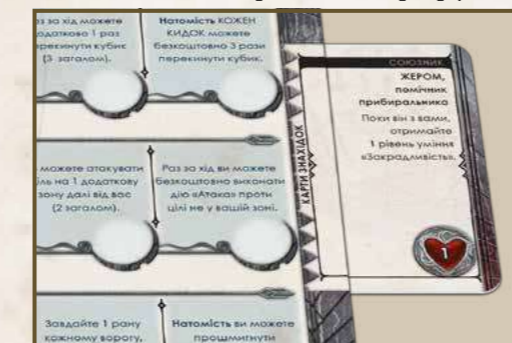 з за хід можете
додатково 1 раз
перекинути кубик
(3 загалом).
Натомість КОЖЕН
КИДОК можете
безкоштовно 3 рази
перекинути кубик.
можете атакувати
ціль на 1 додаткову
зону далі від вас
(2 загалом).
Раз за хід ви можете
безкоштовно виконати
дію «Атака» проти
цілі не у вашій зоні.
Завдайте 1 рану
кожному ворогу,
Натомість ви можете
прошмигнути
КАРТИ ЗНАХІДОК
СОЮЗНИК
ЖЕРОМ,
помічник
прибиральника
Поки він з вами,
отримайте
1 рівень уміння
«Закрадливість».
1